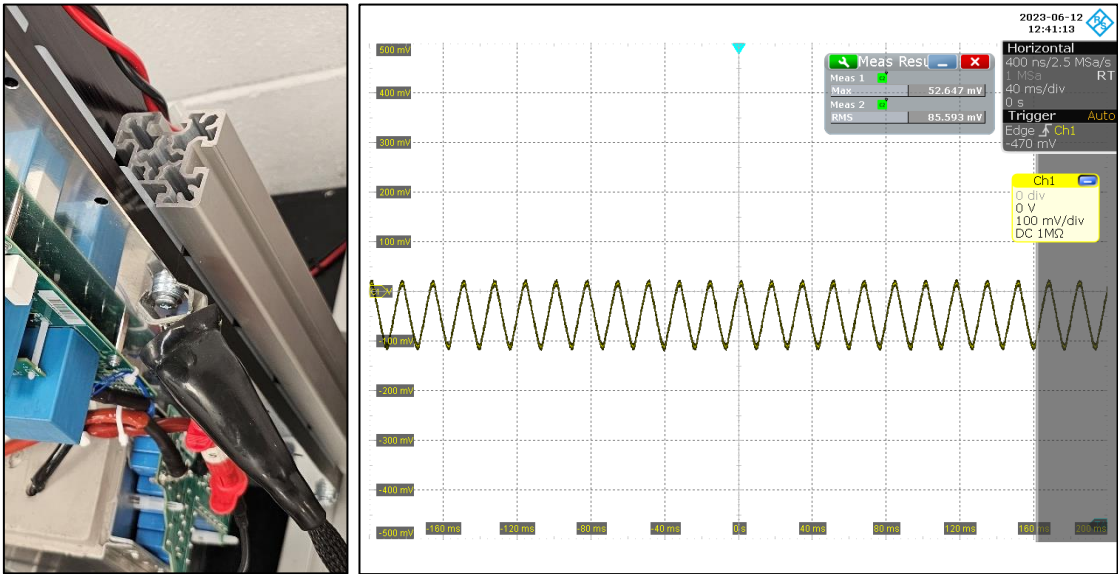 2023-06-12
12:41:13
R&S
Horizontal
400 ns/2.5 MSa/s
1 MSa RT
40 ms/div
0 s
Trigger Auto
Edge Ch1
-470 mV
Meas Resu
Meas 1
Max 52.647 mV
Meas 2
RMS 85.593 mV
Ch1
0 div
0 V
100 mV/div
DC 1MΩ
500 mV
400 mV
300 mV
200 mV
100 mV
-100 mV
-200 mV
-300 mV
-400 mV
-500 mV
-160 ms -120 ms -80 ms -40 ms 0 s 40 ms 80 ms 120 ms 160 ms 200 ms